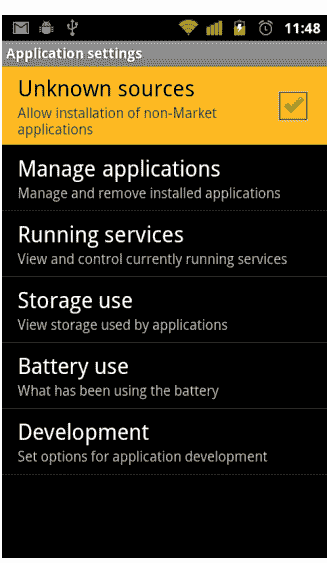 11:48
Application settings
Unknown sources
Allow installation of non-Market
applications
Manage applications
Manage and remove installed applications
Running services
View and control currently running services
Storage use
View storage used by applications
Battery use
What has been using the battery
Development
Set options for application development